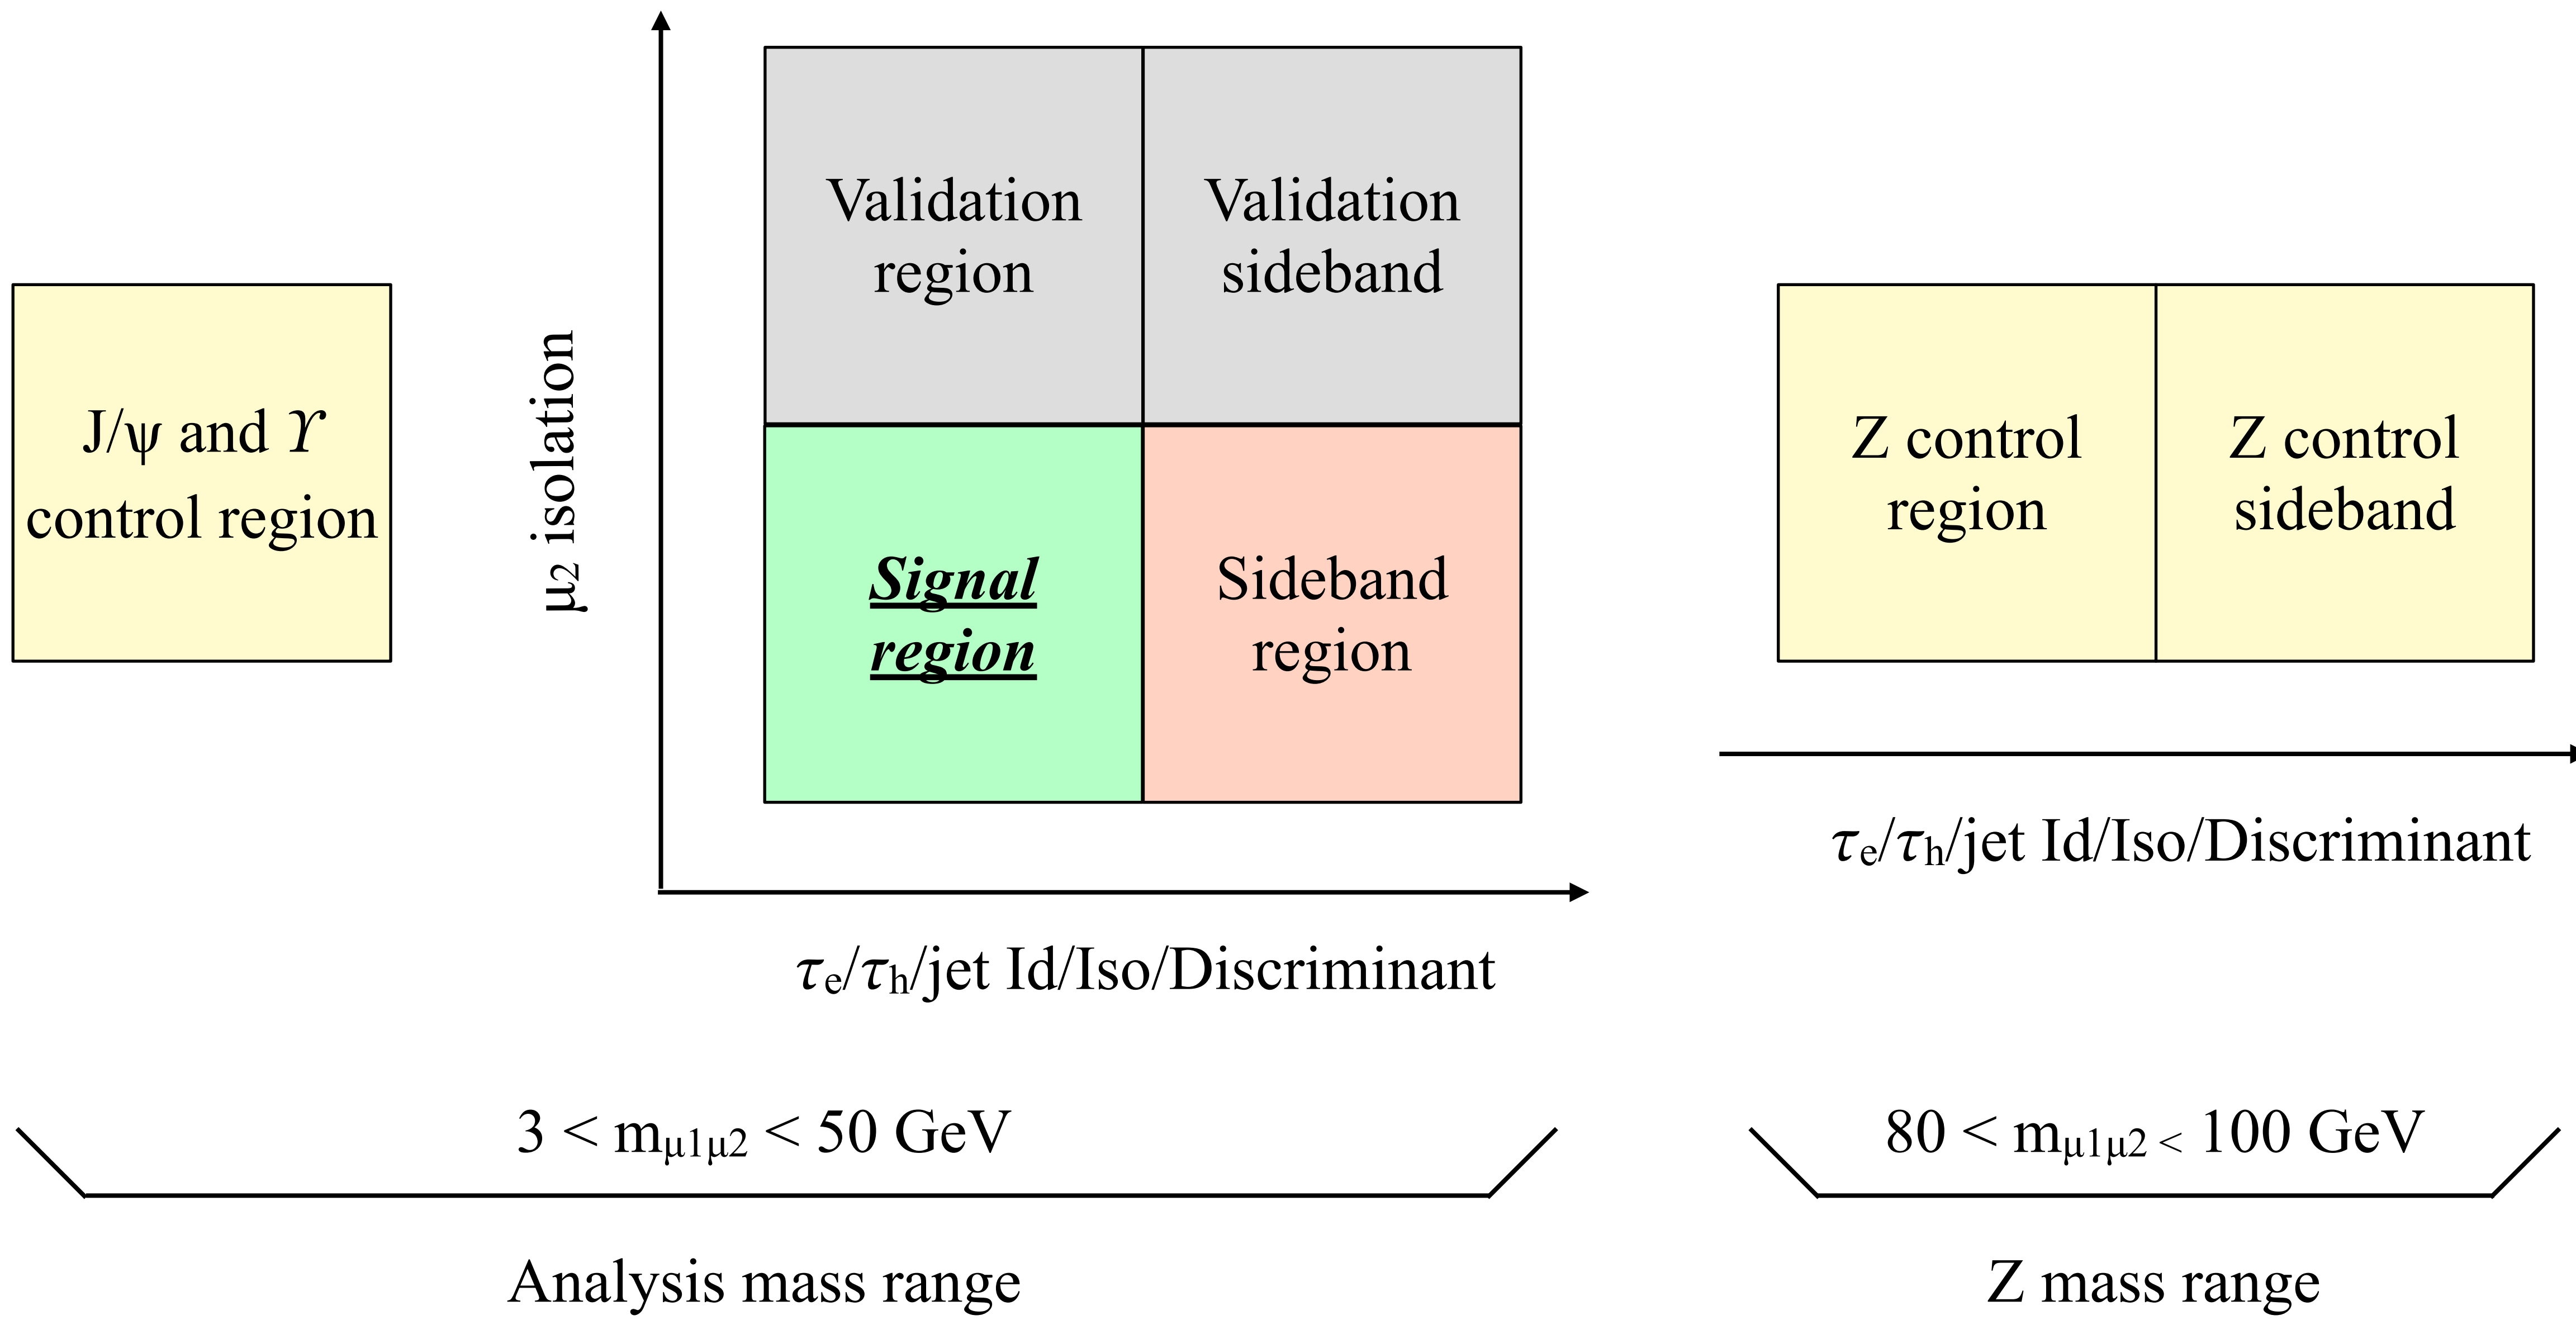 J/ψ and ϒ
control region
μ2 isolation
Validation
region
Validation
sideband
Signal
region
Sideband
region
τe/τh/jet Id/Iso/Discriminant
Z control
region
Z control
sideband
τe/τh/jet Id/Iso/Discriminant
3 < mμ1μ2 < 50 GeV
Analysis mass range
80 < mμ1μ2 < 100 GeV
Z mass range